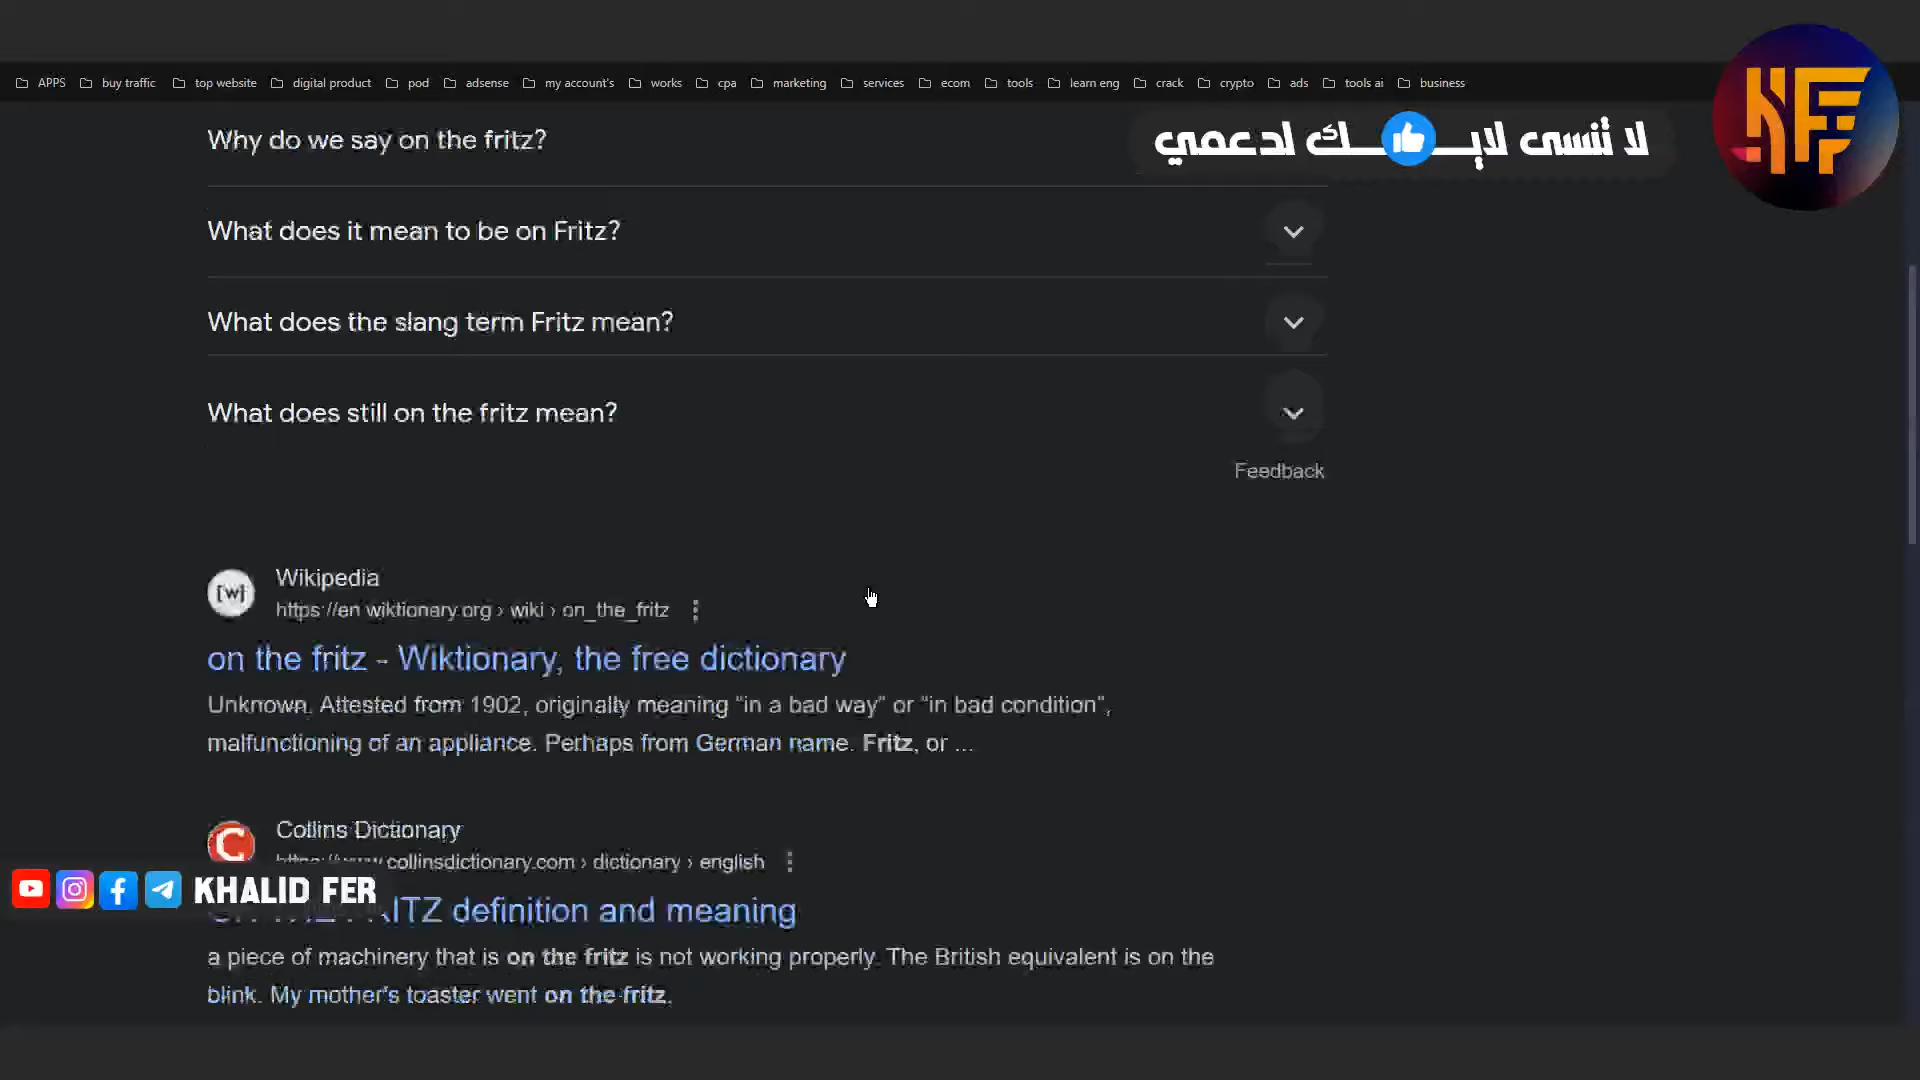 APPS buy traffic top website digital product pod adsense my account's works cpa marketing services ecom tools learn eng crack crypto ads tools ai business
Why do we say on the fritz?
لا تنسى لايـــك لدعمي
What does it mean to be on Fritz?
What does the slang term Fritz mean?
What does still on the fritz mean?
Feedback
Wikipedia
https://en wiktionary.org › wiki › on_the_fritz
on the fritz - Wiktionary, the free dictionary
Unknown. Attested from 1902, originally meaning “in a bad way” or “in bad condition”,
malfunctioning of an appliance. Perhaps from German name. Fritz, or ...
Collins Dictionary
collinsdictionary.com › dictionary › english
KHALID FER
definition and meaning
a piece of machinery that is on the fritz is not working properly. The British equivalent is on the
blink. My mother's toaster went on the fritz.